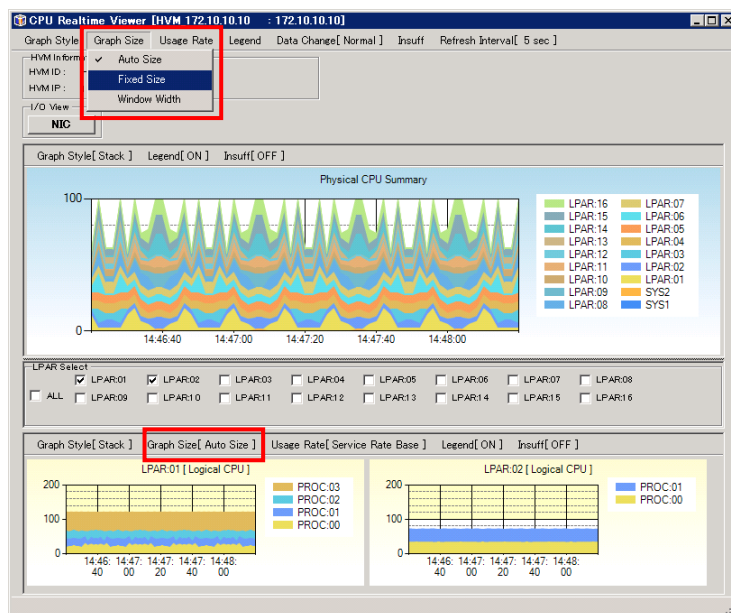 CPU Realtime Viewer [HVM 172.10.10.10 : 172.10.10.10]
Graph Style Graph Size Usage Rate Legend Data Change[ Normal ] Insuff Refresh Interval[ 5 sec ]
Auto Size
Fixed Size
Window Width
HVM Inform
HVM ID :
HVM IP :
I/O View
NIC
Graph Style[ Stack ] Legend[ ON ] Insuff[ OFF ]
Physical CPU Summary
100
0
14:46:40 14:47:00 14:47:20 14:47:40 14:48:00
LPAR:16 LPAR:07
LPAR:15 LPAR:06
LPAR:14 LPAR:05
LPAR:13 LPAR:04
LPAR:12 LPAR:03
LPAR:11 LPAR:02
LPAR:10 LPAR:01
LPAR:09 SYS2
LPAR:08 SYS1
LPAR Select
LPAR:01 LPAR:02 LPAR:03 LPAR:04 LPAR:05 LPAR:06 LPAR:07 LPAR:08
ALL LPAR:09 LPAR:10 LPAR:11 LPAR:12 LPAR:13 LPAR:14 LPAR:15 LPAR:16
Graph Style[ Stack ] Graph Size[ Auto Size ] Usage Rate[ Service Rate Base ] Legend[ ON ] Insuff[ OFF ]
LPAR:01 [ Logical CPU ]
200
100
0
14:46: 14:47: 14:47: 14:47: 14:48:
40 00 20 40 00
PROC:03
PROC:02
PROC:01
PROC:00
LPAR:02 [ Logical CPU ]
200
100
0
14:46: 14:47: 14:47: 14:47: 14:48:
40 00 20 40 00
PROC:01
PROC:00